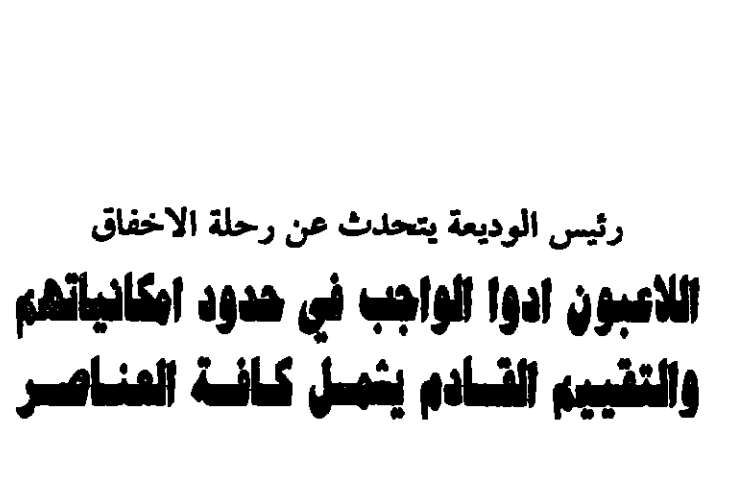 رئيس الوديعة يتحدث عن رحلة الاخفاق
اللاعبون ادوا الواجب في حدود امكانياتهم
والتقييم القادم يشمل كافة العناصر